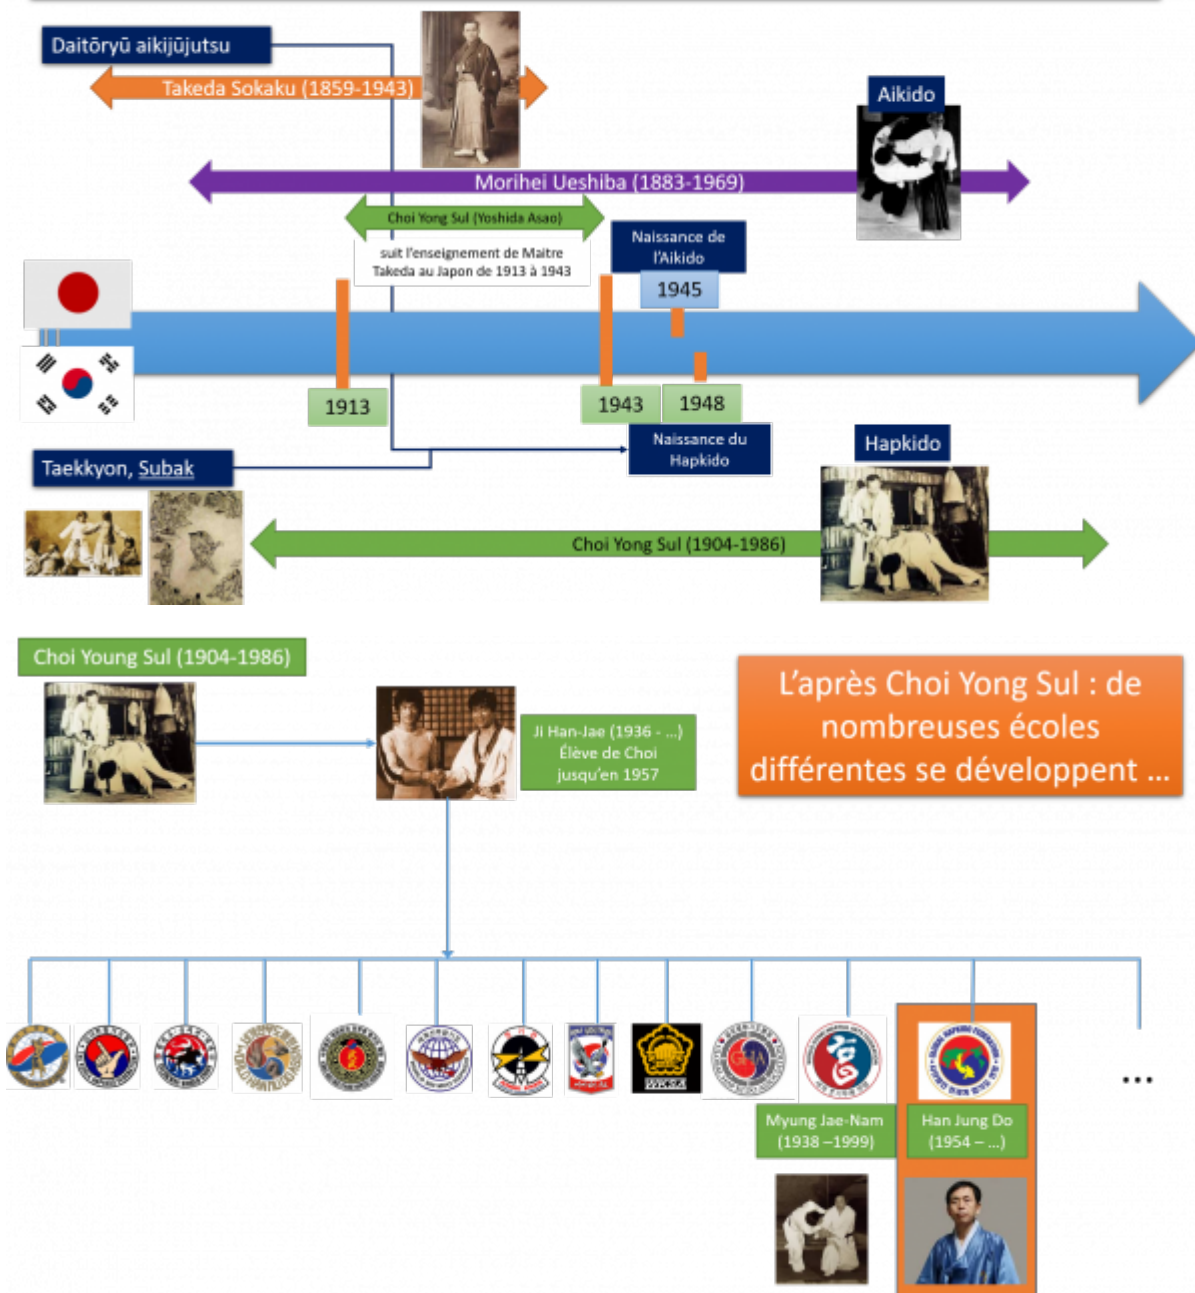 Daitōryū aikijūjutsu
Takeda Sokaku (1859-1943)
Aikido
Morihei Ueshiba (1883-1969)
Choi Yong Sul (Yoshida Asao)
suit l'enseignement de Maitre
Takeda au Japon de 1913 à 1943
Naissance de
l'Aikido
1945
1913
1943
1948
Naissance du
Hapkido
Hapkido
Taekkyon, Subak
Choi Yong Sul (1904-1986)
Choi Young Sul (1904-1986)
Ji Han-Jae (1936 - ...)
Élève de Choi
jusqu'en 1957
L'après Choi Yong Sul : de
nombreuses écoles
différentes se développent ...
...
Myung Jae-Nam
(1938 –1999)
Han Jung Do
(1954 – ...)